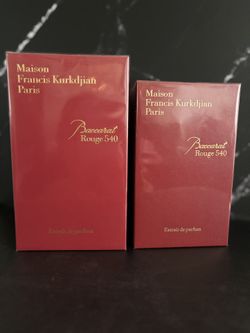 Maison
Francis Kurkdjian
Paris
Baccarat
Rouge 540
Extrait de parfum
Maison
Francis Kurkdjian
Paris
Baccarat
Rouge 540
Extrait de parfum